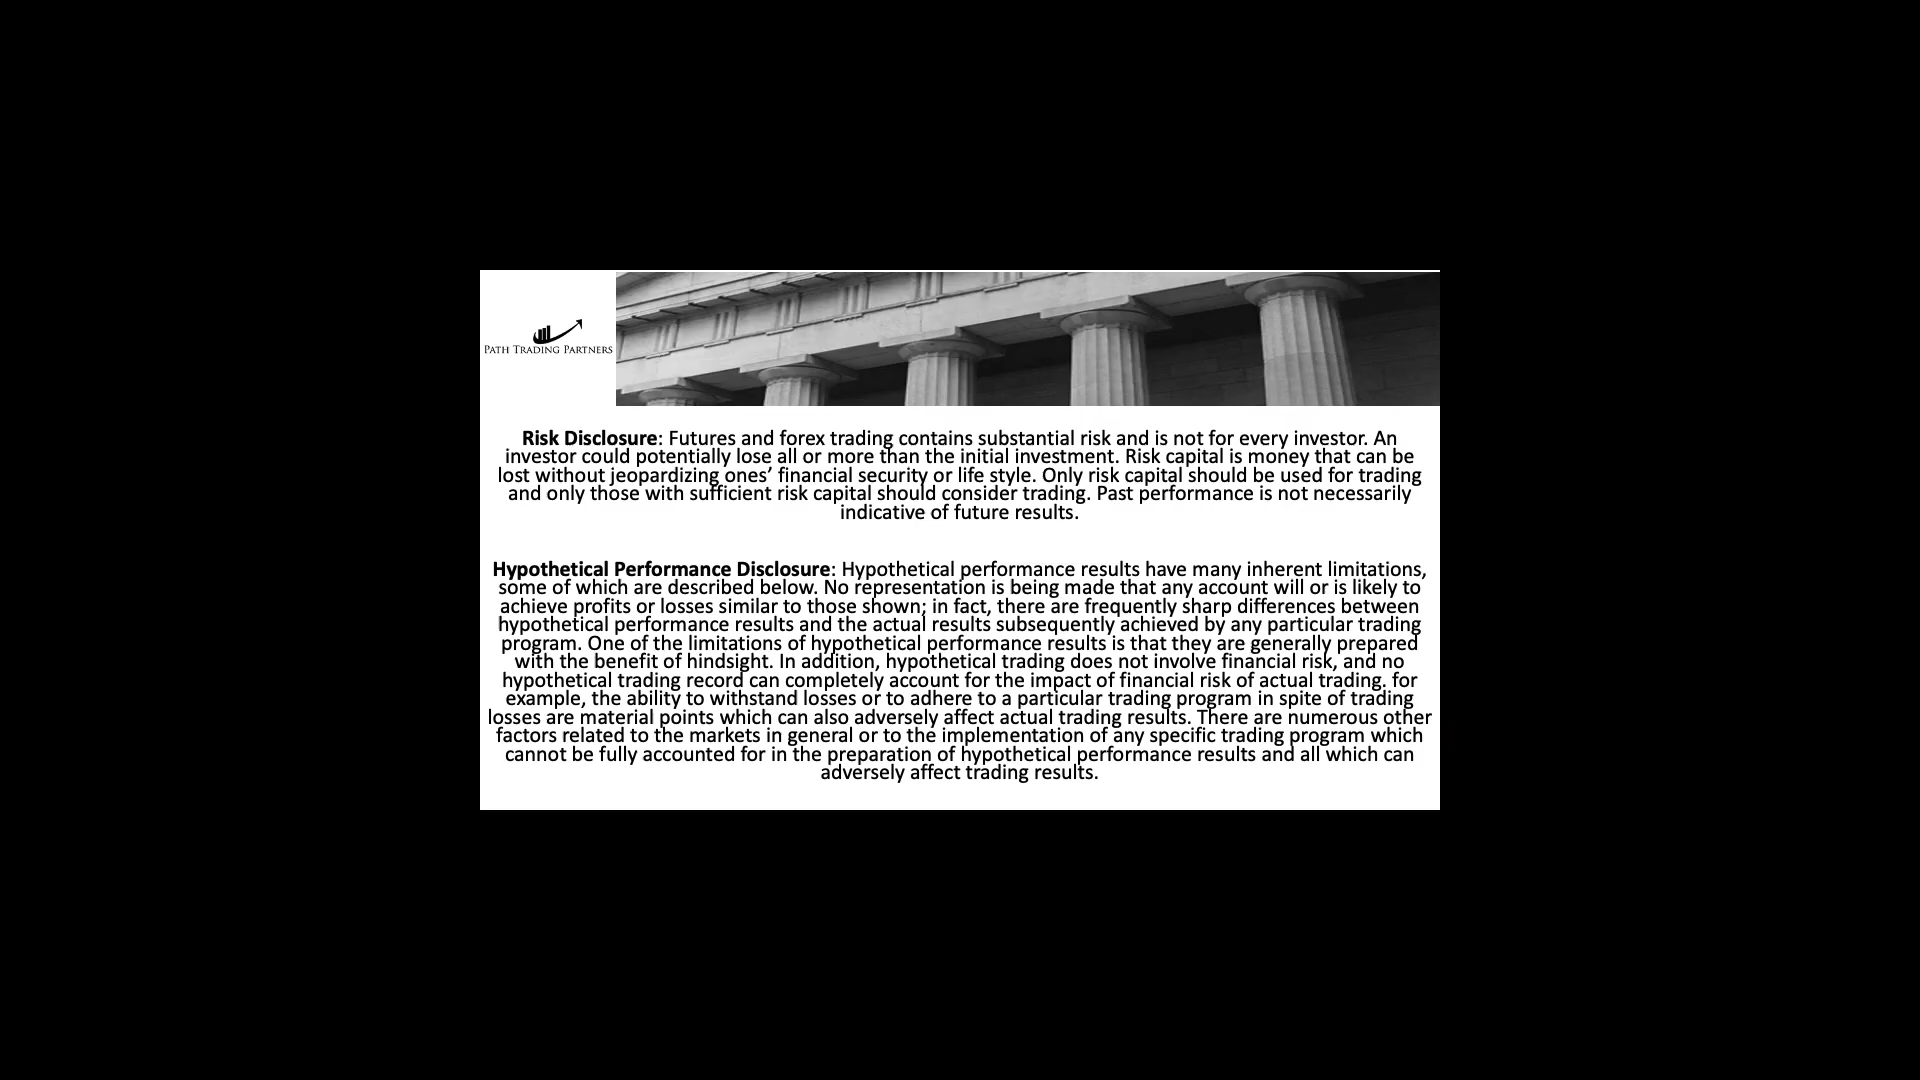 PATH TRADING PARTNERS
Risk Disclosure: Futures and forex trading contains substantial risk and is not for every investor. An
investor could potentially lose all or more than the initial investment. Risk capital is money that can be
lost without jeopardizing ones’ financial security or life style. Only risk capital should be used for trading
and only those with sufficient risk capital should consider trading. Past performance is not necessarily
indicative of future results.
Hypothetical Performance Disclosure: Hypothetical performance results have many inherent limitations,
some of which are described below. No representation is being made that any account will or is likely to
achieve profits or losses similar to those shown; in fact, there are frequently sharp differences between
hypothetical performance results and the actual results subsequently achieved by any particular trading
program. One of the limitations of hypothetical performance results is that they are generally prepared
with the benefit of hindsight. In addition, hypothetical trading does not involve financial risk, and no
hypothetical trading record can completely account for the impact of financial risk of actual trading. for
example, the ability to withstand losses or to adhere to a particular trading program in spite of trading
losses are material points which can also adversely affect actual trading results. There are numerous other
factors related to the markets in general or to the implementation of any specific trading program which
cannot be fully accounted for in the preparation of hypothetical performance results and all which can
adversely affect trading results.